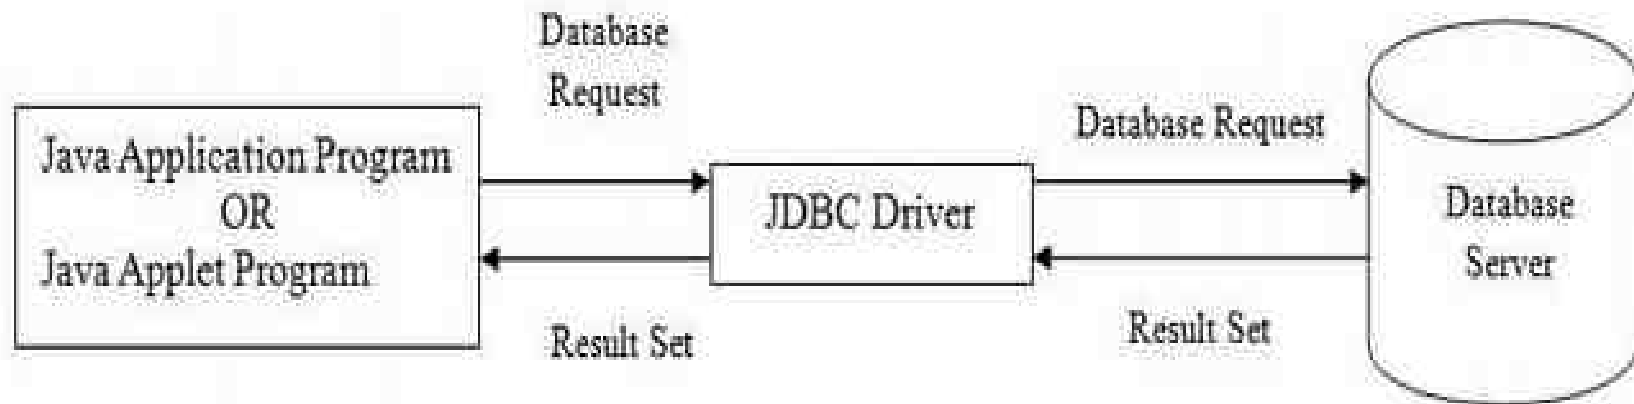 Database
Request
Java Application Program
OR
Java Applet Program
Result Set
JDBC Driver
Database Request
Result Set
Database
Server